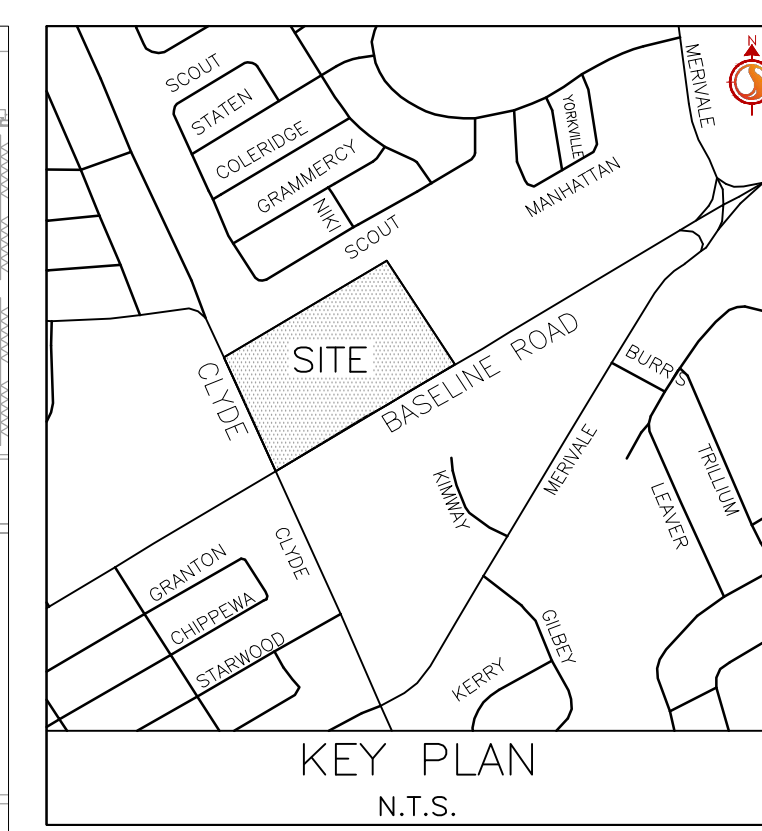 SCOUT
STATEN
COLERIDGE
GRAMMERCY
NIKI
SCOUT
YORKVILLE
MANHATTAN
MERIVALE
N
SITE
CLYDE
BASELINE ROAD
BURRIS
MERIVALE
KIMWAY
TRILLIUM
LEAVER
CLYDE
GRANTON
CHIPPEWA
STARWOOD
GILBEY
KERRY
KEY PLAN
N.T.S.